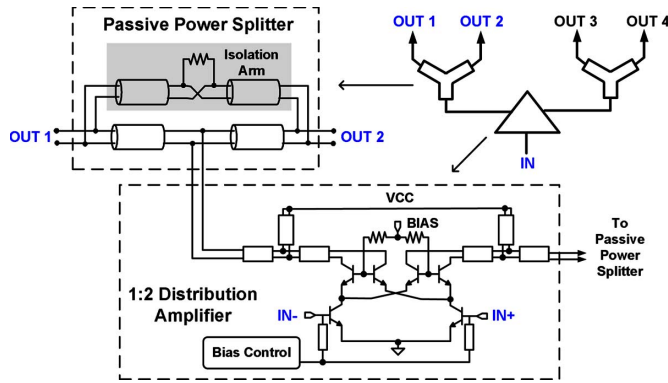 Passive Power Splitter
Isolation
Arm
OUT 1
OUT 2
OUT 1
OUT 2
OUT 3
OUT 4
IN
VCC
BIAS
To
Passive
Power
Splitter
1:2 Distribution
Amplifier
IN-
IN+
Bias Control